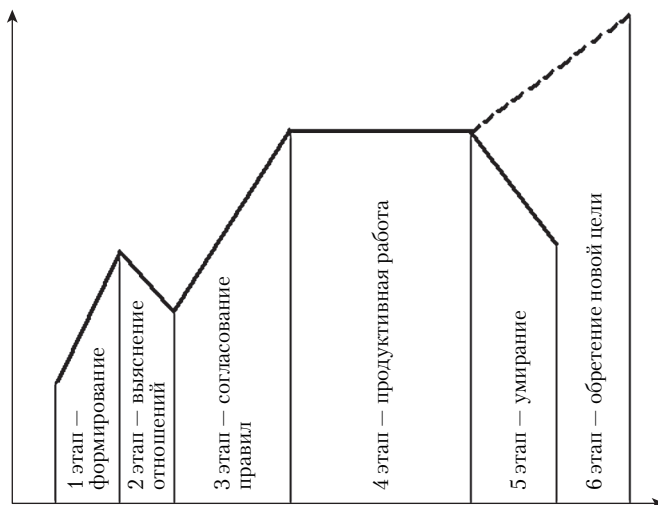 1 этап —
формирование
2 этап — выяснение
отношений
3 этап — согласование
правил
4 этап — продуктивная работа
5 этап — умирание
6 этап — обретение новой цели